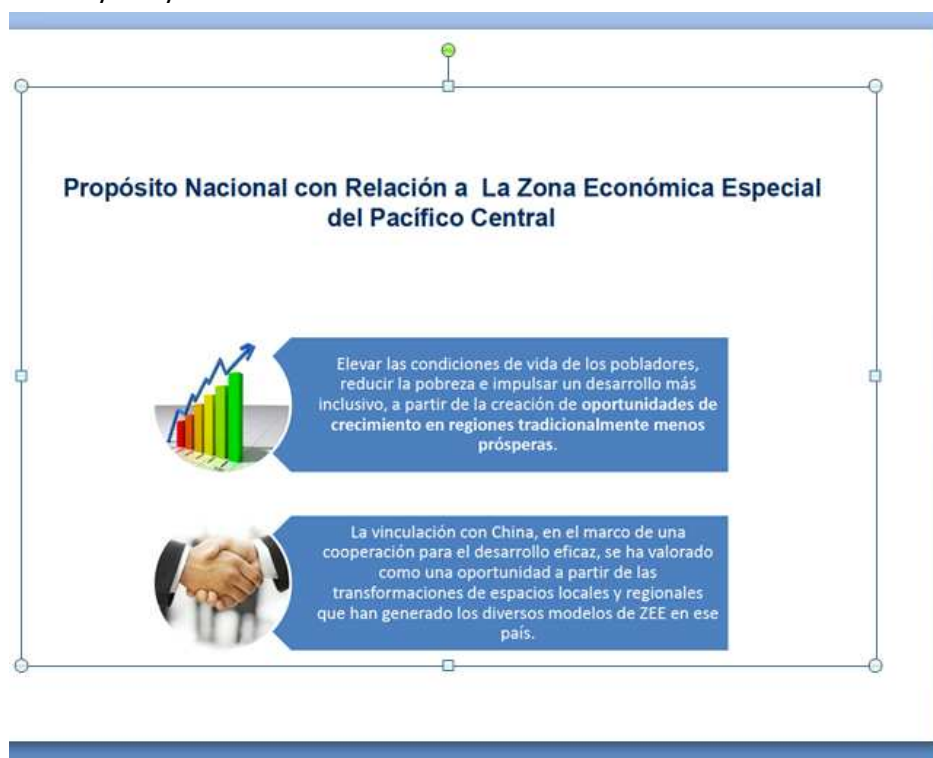 Propósito Nacional con Relación a La Zona Económica Especial
del Pacífico Central
Elevar las condiciones de vida de los pobladores,
reducir la pobreza e impulsar un desarrollo más
inclusivo, a partir de la creación de oportunidades de
crecimiento en regiones tradicionalmente menos
prósperas.
La vinculación con China, en el marco de una
cooperación para el desarrollo eficaz, se ha valorado
como una oportunidad a partir de las
transformaciones de espacios locales y regionales
que han generado los diversos modelos de ZEE en ese
país.